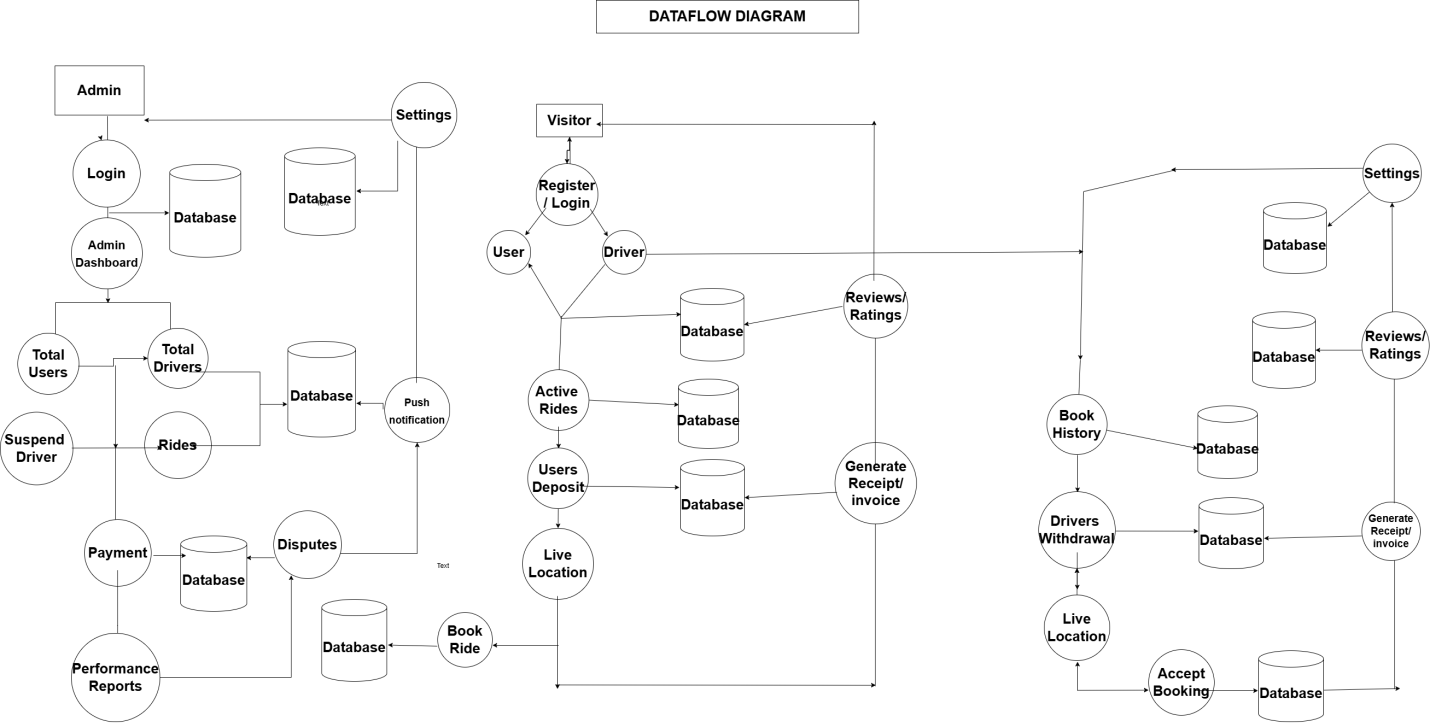 DATAFLOW DIAGRAM
Admin
Settings
Login
Database
Database
Text
Admin
Dashboard
Total
Users
Total
Drivers
Database
Push
notification
Suspend
Driver
Rides
Payment
Database
Disputes
Text
Performance
Reports
Database
Book
Ride
Visitor
Register
/ Login
User
Driver
Database
Reviews/
Ratings
Active
Rides
Database
Users
Deposit
Database
Generate
Receipt/
invoice
Live
Location
Settings
Database
Database
Reviews/
Ratings
Book
History
Database
Drivers
Withdrawal
Database
Generate
Receipt/
invoice
Live
Location
Accept
Booking
Database